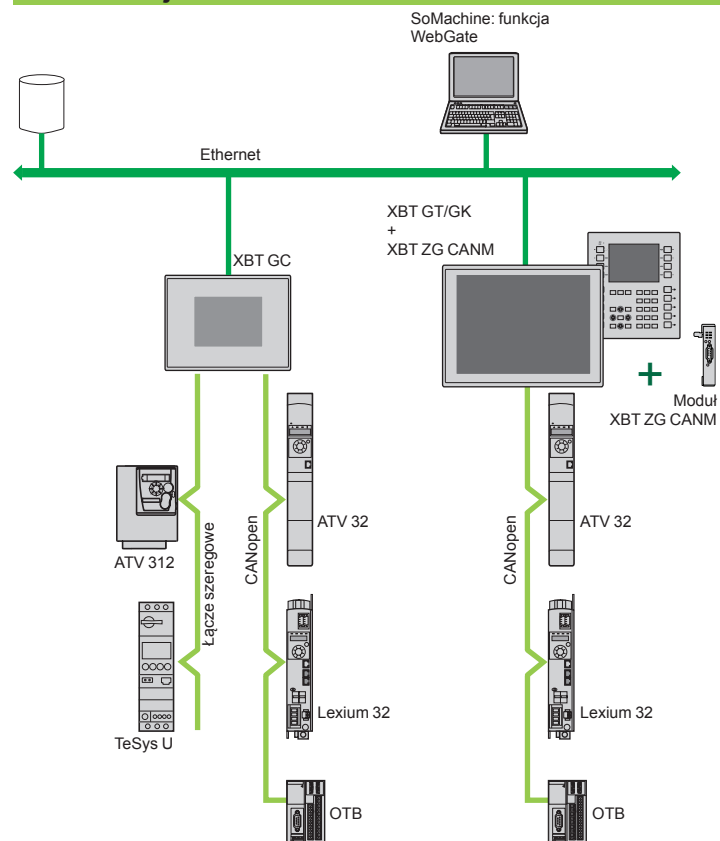 SoMachine: funkcja
WebGate
Ethernet
XBT GT/GK
+
XBT ZG CANM
XBT GC
Moduł
XBT ZG CANM
ATV 32
ATV 32
ATV 312
Łącze szeregowe
CANopen
CANopen
Lexium 32
Lexium 32
TeSys U
OTB
OTB